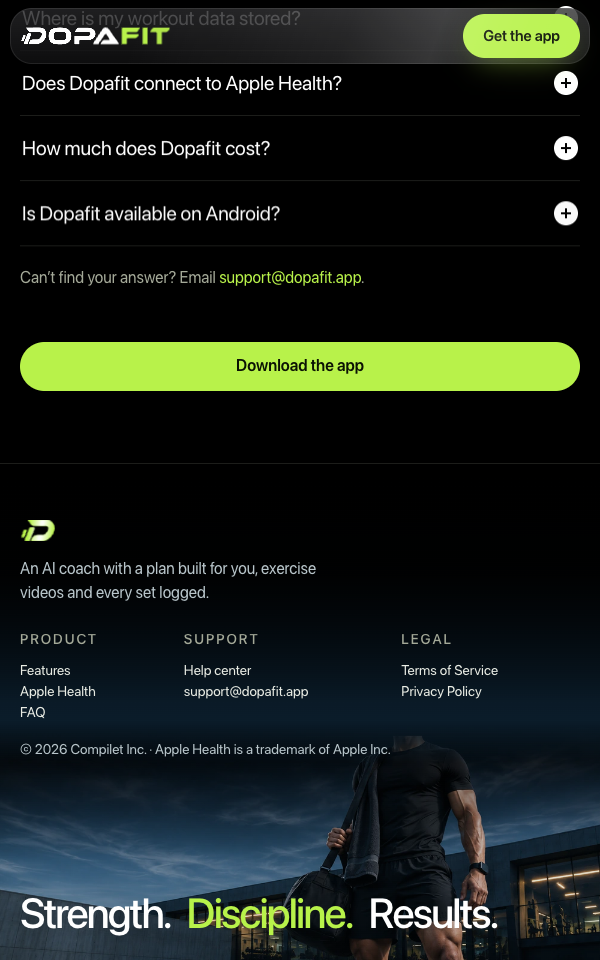 Where is my workout data stored?
DOPAFIT
Get the app
Does Dopafit connect to Apple Health?
How much does Dopafit cost?
Is Dopafit available on Android?
Can’t find your answer? Email support@dopafit.app.
Download the app
D
An AI coach with a plan built for you, exercise
videos and every set logged.
PRODUCT
Features
Apple Health
FAQ
SUPPORT
Help center
support@dopafit.app
LEGAL
Terms of Service
Privacy Policy
© 2026 Compilet Inc. · Apple Health is a trademark of Apple Inc.
Strength. Discipline. Results.